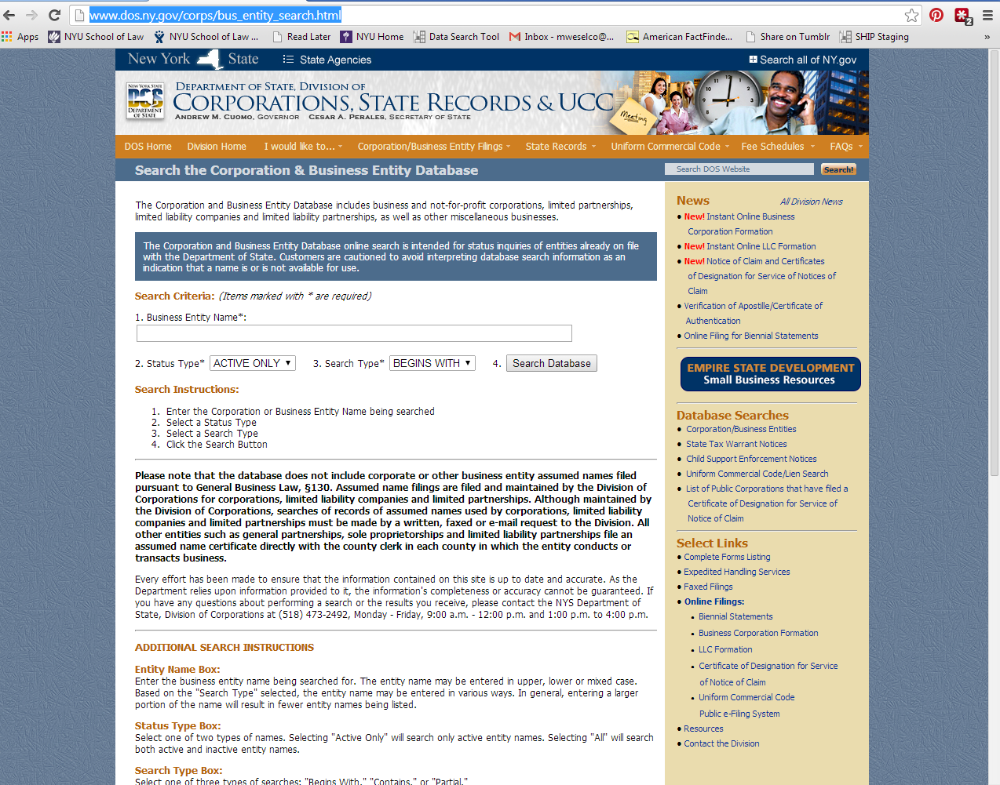 www.dos.ny.gov/corps/bus_entity_search.html
2
Apps NYU School of Law NYU School of Law ... Read Later NYU Home Data Search Tool Inbox - mweselco@... American FactFinde... Share on Tumblr SHIP Staging »
New York State State Agencies Search all of NY.gov
NEW YORK STATE
DOS
DEPARTMENT OF STATE
Department of State, Division of
Corporations, State Records & UCC
Andrew M. Cuomo, Governor Cesar A. Perales, Secretary of State
Meeting
DOS Home Division Home I would like to... Corporation/Business Entity Filings State Records Uniform Commercial Code Fee Schedules FAQs
Search the Corporation & Business Entity Database Search DOS Website Search!
The Corporation and Business Entity Database includes business and not-for-profit corporations, limited partnerships,
limited liability companies and limited liability partnerships, as well as other miscellaneous businesses.
The Corporation and Business Entity Database online search is intended for status inquiries of entities already on file
with the Department of State. Customers are cautioned to avoid interpreting database search information as an
indication that a name is or is not available for use.
Search Criteria: (Items marked with * are required)
1. Business Entity Name*:
2. Status Type* ACTIVE ONLY 3. Search Type* BEGINS WITH 4. Search Database
Search Instructions:
1. Enter the Corporation or Business Entity Name being searched
2. Select a Status Type
3. Select a Search Type
4. Click the Search Button
Please note that the database does not include corporate or other business entity assumed names filed
pursuant to General Business Law, §130. Assumed name filings are filed and maintained by the Division of
Corporations for corporations, limited liability companies and limited partnerships. Although maintained by
the Division of Corporations, searches of records of assumed names used by corporations, limited liability
companies and limited partnerships must be made by a written, faxed or e-mail request to the Division. All
other entities such as general partnerships, sole proprietorships and limited liability partnerships file an
assumed name certificate directly with the county clerk in each county in which the entity conducts or
transacts business.
Every effort has been made to ensure that the information contained on this site is up to date and accurate. As the
Department relies upon information provided to it, the information's completeness or accuracy cannot be guaranteed. If
you have any questions about performing a search or the results you receive, please contact the NYS Department of
State, Division of Corporations at (518) 473-2492, Monday - Friday, 9:00 a.m. - 12:00 p.m. and 1:00 p.m. to 4:00 p.m.
ADDITIONAL SEARCH INSTRUCTIONS
Entity Name Box:
Enter the business entity name being searched for. The entity name may be entered in upper, lower or mixed case.
Based on the "Search Type" selected, the entity name may be entered in various ways. In general, entering a larger
portion of the name will result in fewer entity names being listed.
Status Type Box:
Select one of two types of names. Selecting "Active Only" will search only active entity names. Selecting "All" will search
both active and inactive entity names.
Search Type Box:
Select one of three types of searches: "Begins With," "Contains," or "Partial."
News All Division News
• New! Instant Online Business
Corporation Formation
• New! Instant Online LLC Formation
• New! Notice of Claim and Certificates
of Designation for Service of Notices of
Claim
• Verification of Apostille/Certificate of
Authentication
• Online Filing for Biennial Statements
EMPIRE STATE DEVELOPMENT
Small Business Resources
Database Searches
• Corporation/Business Entities
• State Tax Warrant Notices
• Child Support Enforcement Notices
• Uniform Commercial Code/Lien Search
• List of Public Corporations that have filed a
Certificate of Designation for Service of
Notice of Claim
Select Links
• Complete Forms Listing
• Expedited Handling Services
• Faxed Filings
• Online Filings:
• Biennial Statements
• Business Corporation Formation
• LLC Formation
• Certificate of Designation for Service
of Notice of Claim
• Uniform Commercial Code
Public e-Filing System
• Resources
• Contact the Division